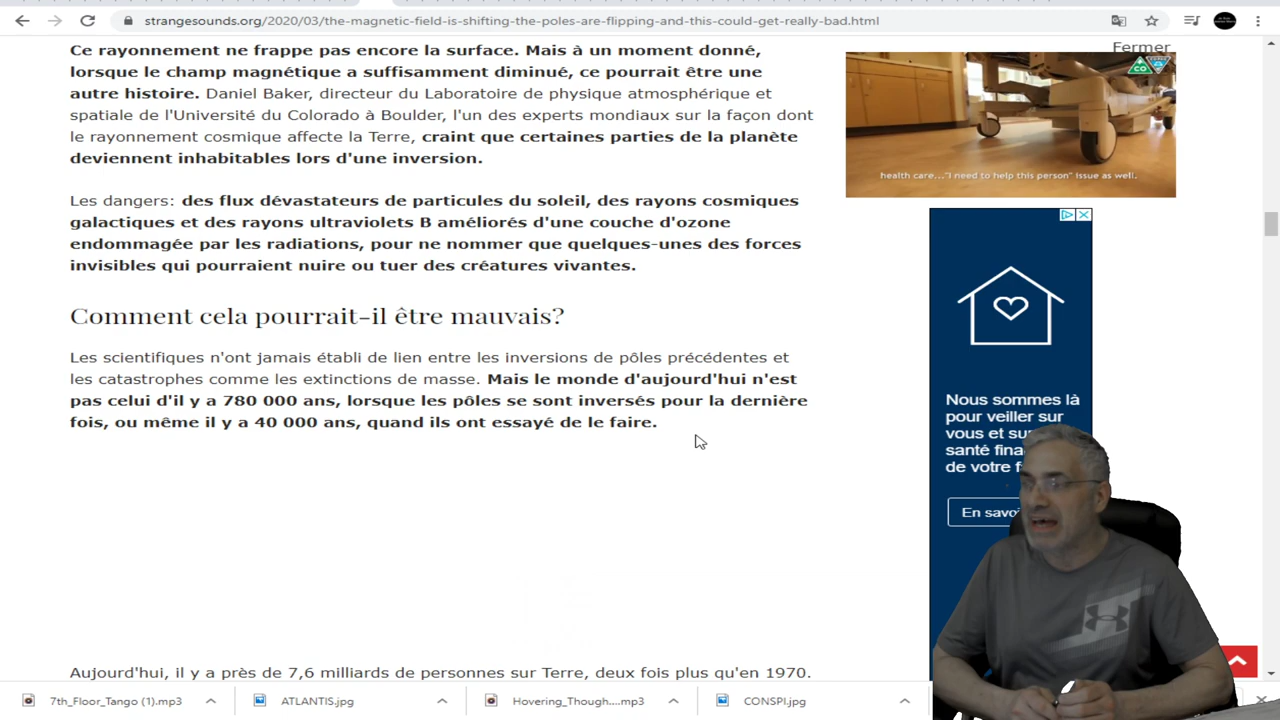 strangesounds.org/2020/03/the-magnetic-field-is-shifting-the-poles-are-flipping-and-this-could-get-really-bad.html
Ce rayonnement ne frappe pas encore la surface. Mais à un moment donné,
lorsque le champ magnétique a suffisamment diminué, ce pourrait être une
autre histoire. Daniel Baker, directeur du Laboratoire de physique atmosphérique et
spatiale de l'Université du Colorado à Boulder, l'un des experts mondiaux sur la façon dont
le rayonnement cosmique affecte la Terre, craint que certaines parties de la planète
deviennent inhabitables lors d'une inversion.
Les dangers: des flux dévastateurs de particules du soleil, des rayons cosmiques
galactiques et des rayons ultraviolets B améliorés d'une couche d'ozone
endommagée par les radiations, pour ne nommer que quelques-unes des forces
invisibles qui pourraient nuire ou tuer des créatures vivantes.
Comment cela pourrait-il être mauvais?
Les scientifiques n'ont jamais établi de lien entre les inversions de pôles précédentes et
les catastrophes comme les extinctions de masse. Mais le monde d'aujourd'hui n'est
pas celui d'il y a 780 000 ans, lorsque les pôles se sont inversés pour la dernière
fois, ou même il y a 40 000 ans, quand ils ont essayé de le faire.
Aujourd'hui, il y a près de 7,6 milliards de personnes sur Terre, deux fois plus qu'en 1970.
Fermer
CO
health care..."I need to help this person" issue as well.
Nous sommes là
pour veiller sur
vous et su
santé fina
de votre f
En savo
7th_Floor_Tango (1).mp3
ATLANTIS.jpg
Hovering_Though....mp3
CONSPI.jpg